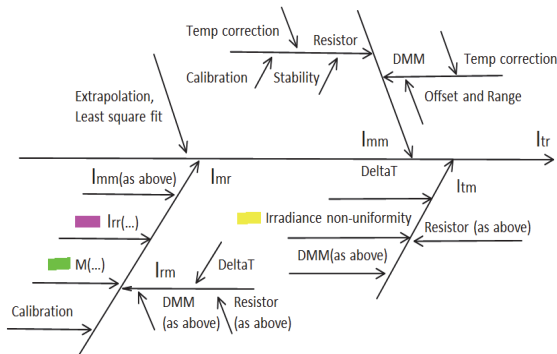 Temp correction
Resistor
DMM
Temp correction
Calibration
Stability
Extrapolation,
Least square fit
Offset and Range
Imm
Itr
Imm(as above)
Imr
DeltaT
Itm
Irr(...)
Irradiance non-uniformity
Resistor (as above)
M(...)
Irm
DeltaT
DMM(as above)
Calibration
DMM
(as above)
Resistor
(as above)